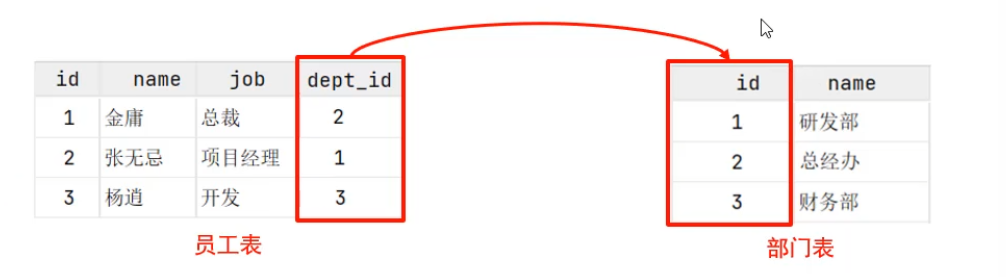 id name job dept_id
1 金庸 总裁 2
2 张无忌 项目经理 1
3 杨逍 开发 3
员工表
id name
1 研发部
2 总经办
3 财务部
部门表